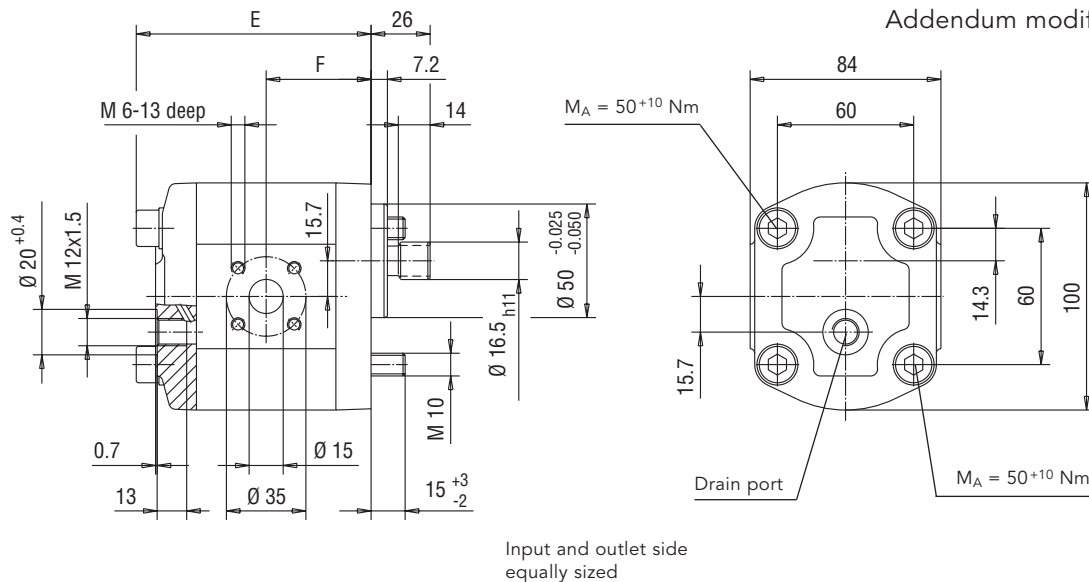 Addendum modif
E
26
F
7.2
84
M 6-13 deep
14
M_A = 50⁺¹⁰ Nm
60
Ø 20 +0.4
M 12x1.5
15.7
Ø 50 -0.025 -0.050
Ø 16.5 h11
14.3
60
100
15.7
M 10
0.7
Ø 15
13
Ø 35
15 +3 -2
Drain port
M_A = 50⁺¹⁰ Nm
Input and outlet side
equally sized